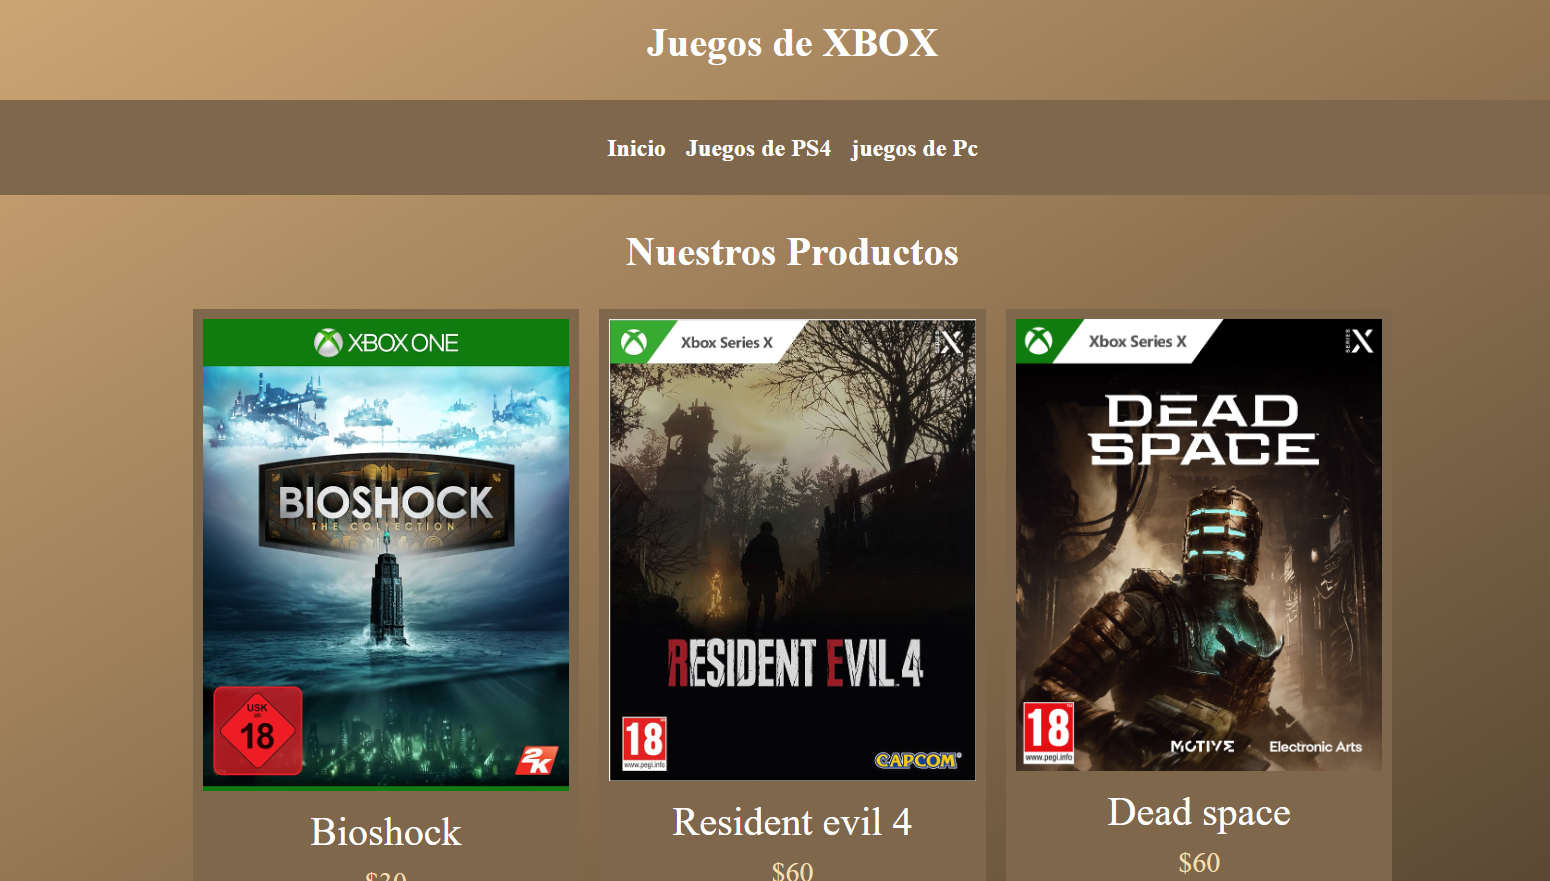 Juegos de XBOX
Inicio Juegos de PS4 juegos de Pc
Nuestros Productos
XBOX ONE
BIOSHOCK
THE COLLECTION
USK
ab
18
2K
Bioshock
$30
Xbox Series X
X
RESIDENT EVIL 4
18
www.pegi.info
CAPCOM
Resident evil 4
$60
Xbox Series X
SERIES X
DEAD
SPACE
18
www.pegi.info
MOTIVE
Electronic Arts
Dead space
$60